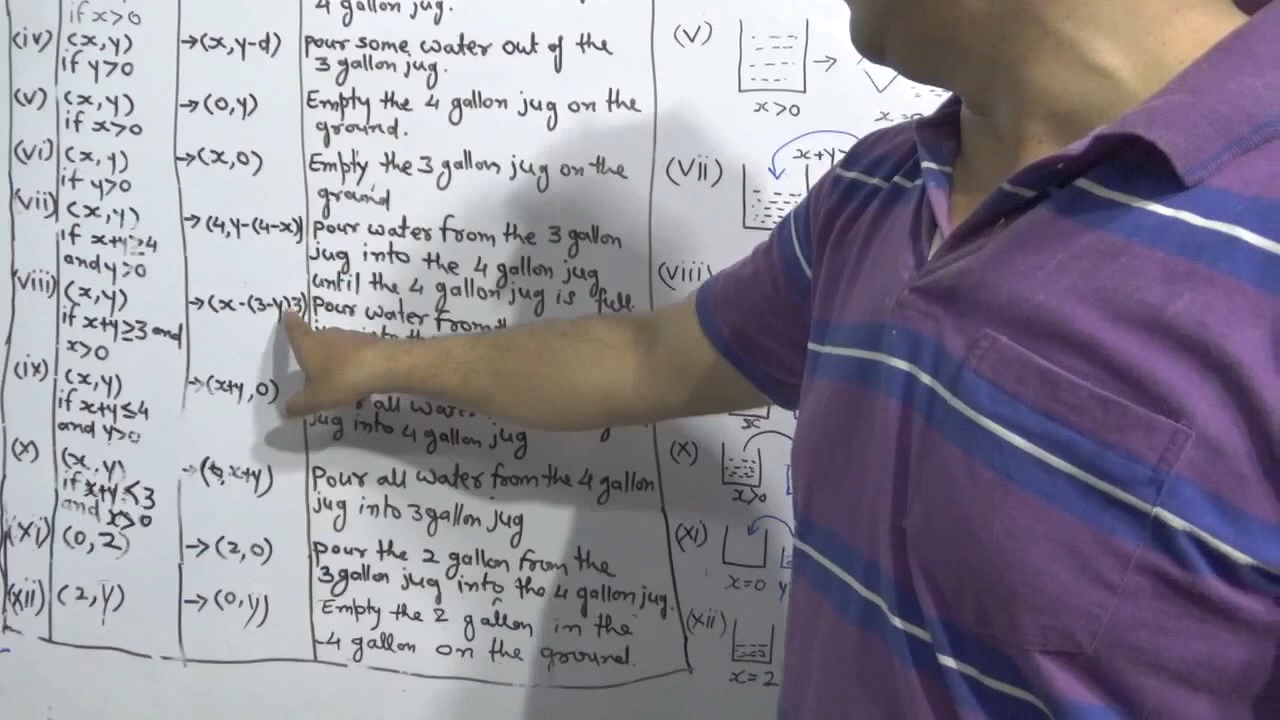 if x>0
4 gallon jug.
(iv) (x,y) →(x,y-d) pour some water out of the
if y>0 3 gallon jug.
(v) (x,y) →(0,y) Empty the 4 gallon jug on the
if x>0 ground.
(vi) (x,y) →(x,0) Empty the 3 gallon jug on the
if y>0 ground
(vii) (x,y) →(4,y-(4-x)) Pour water from the 3 gallon
if x+y≥4 jug into the 4 gallon jug
and y>0 until the 4 gallon jug is full
(viii) (x,y) →(x-(3-y)3) Pour water from
if x+y≥3 and
x>0
(ix) (x,y) →(x+y,0)
if x+y≤4 all
and y>0 jug into 4 gallon jug
(x) (x,y) →( x+y) Pour all water from the 4 gallon
if x+y≤3 jug into 3 gallon jug
and x>0
(xi) (0,2) →(2,0) pour the 2 gallon from the
3 gallon jug into the 4 gallon jug.
(xii) (2,y) →(0,y) Empty the 2 gallon in the
4 gallon on the ground.
(v) →
x>0
(vii) x+y
(viii)
(x)
x>0
(xi)
x=0 y
(xii)
x=2